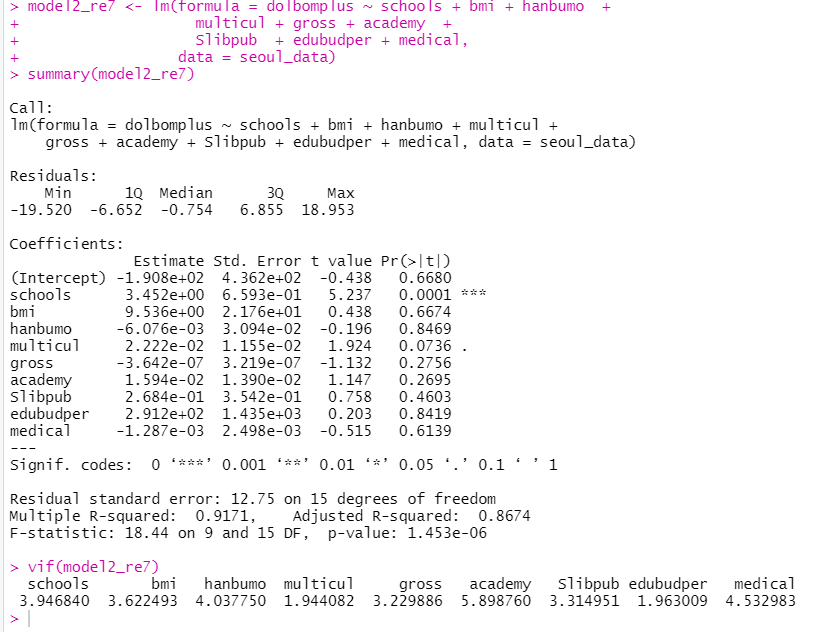 > model2_re7 <- lm(formula = dolbomplus ~ schools + bmi + hanbumo  +
+                    multicul + gross + academy  +
+                    Slibpub  + edubudper + medical,
+                  data = seoul_data)
> summary(model2_re7)

Call:
lm(formula = dolbomplus ~ schools + bmi + hanbumo + multicul +
    gross + academy + Slibpub + edubudper + medical, data = seoul_data)

Residuals:
    Min      1Q  Median      3Q     Max
-19.520  -6.652  -0.754   6.855  18.953

Coefficients:
              Estimate Std. Error t value Pr(>|t|)
(Intercept) -1.908e+02  4.362e+02  -0.438   0.6680
schools      3.452e+00  6.593e-01   5.237   0.0001 ***
bmi          9.536e+00  2.176e+01   0.438   0.6674
hanbumo     -6.076e-03  3.094e-02  -0.196   0.8469
multicul     2.222e-02  1.155e-02   1.924   0.0736 .
gross       -3.642e-07  3.219e-07  -1.132   0.2756
academy      1.594e-02  1.390e-02   1.147   0.2695
Slibpub      2.684e-01  3.542e-01   0.758   0.4603
edubudper    2.912e+02  1.435e+03   0.203   0.8419
medical     -1.287e-03  2.498e-03  -0.515   0.6139
---
Signif. codes:  0 ‘***’ 0.001 ‘**’ 0.01 ‘*’ 0.05 ‘.’ 0.1 ‘ ’ 1

Residual standard error: 12.75 on 15 degrees of freedom
Multiple R-squared:  0.9171,    Adjusted R-squared:  0.8674
F-statistic: 18.44 on 9 and 15 DF,  p-value: 1.453e-06

> vif(model2_re7)
  schools       bmi   hanbumo  multicul     gross   academy   Slibpub edubudper   medical
 3.946840  3.622493  4.037750  1.944082  3.229886  5.898760  3.314951  1.963009  4.532983
>